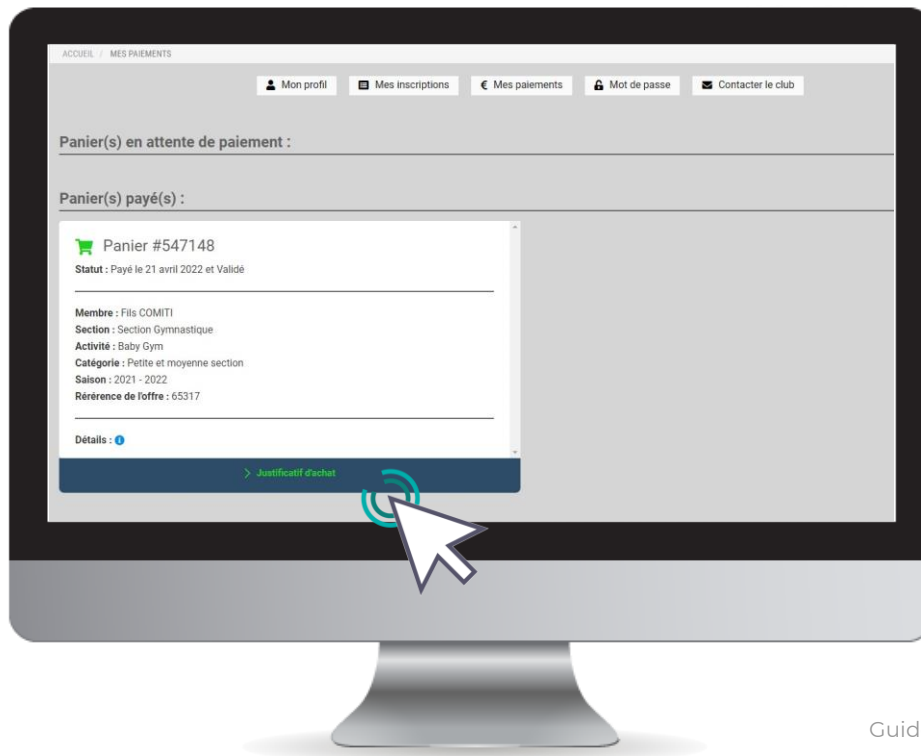 ACCUEIL / MES PAIEMENTS
Mon profil Mes inscriptions € Mes paiements Mot de passe Contacter le club
Panier(s) en attente de paiement :
Panier(s) payé(s) :
Panier #547148
Statut : Payé le 21 avril 2022 et Validé
Membre : Fils COMITI
Section : Section Gymnastique
Activité : Baby Gym
Catégorie : Petite et moyenne section
Saison : 2021 - 2022
Rérérence de l'offre : 65317
Détails :
> Justificatif d'achat
Guid